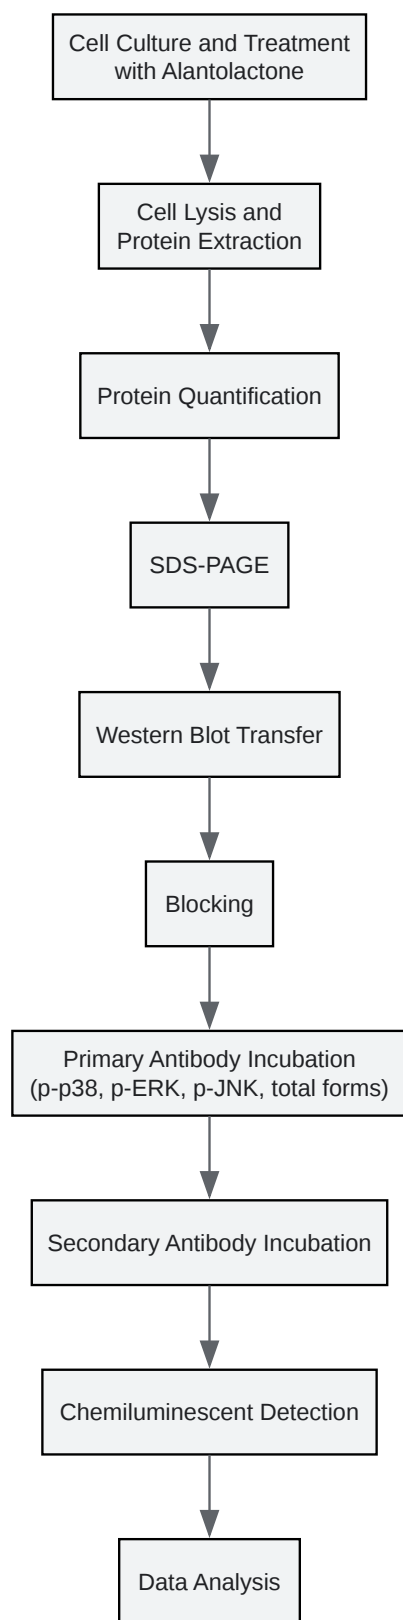 Cell Culture and Treatment
with Alantolactone
Cell Lysis and
Protein Extraction
Protein Quantification
SDS-PAGE
Western Blot Transfer
Blocking
Primary Antibody Incubation
(p-p38, p-ERK, p-JNK, total forms)
Secondary Antibody Incubation
Chemiluminescent Detection
Data Analysis